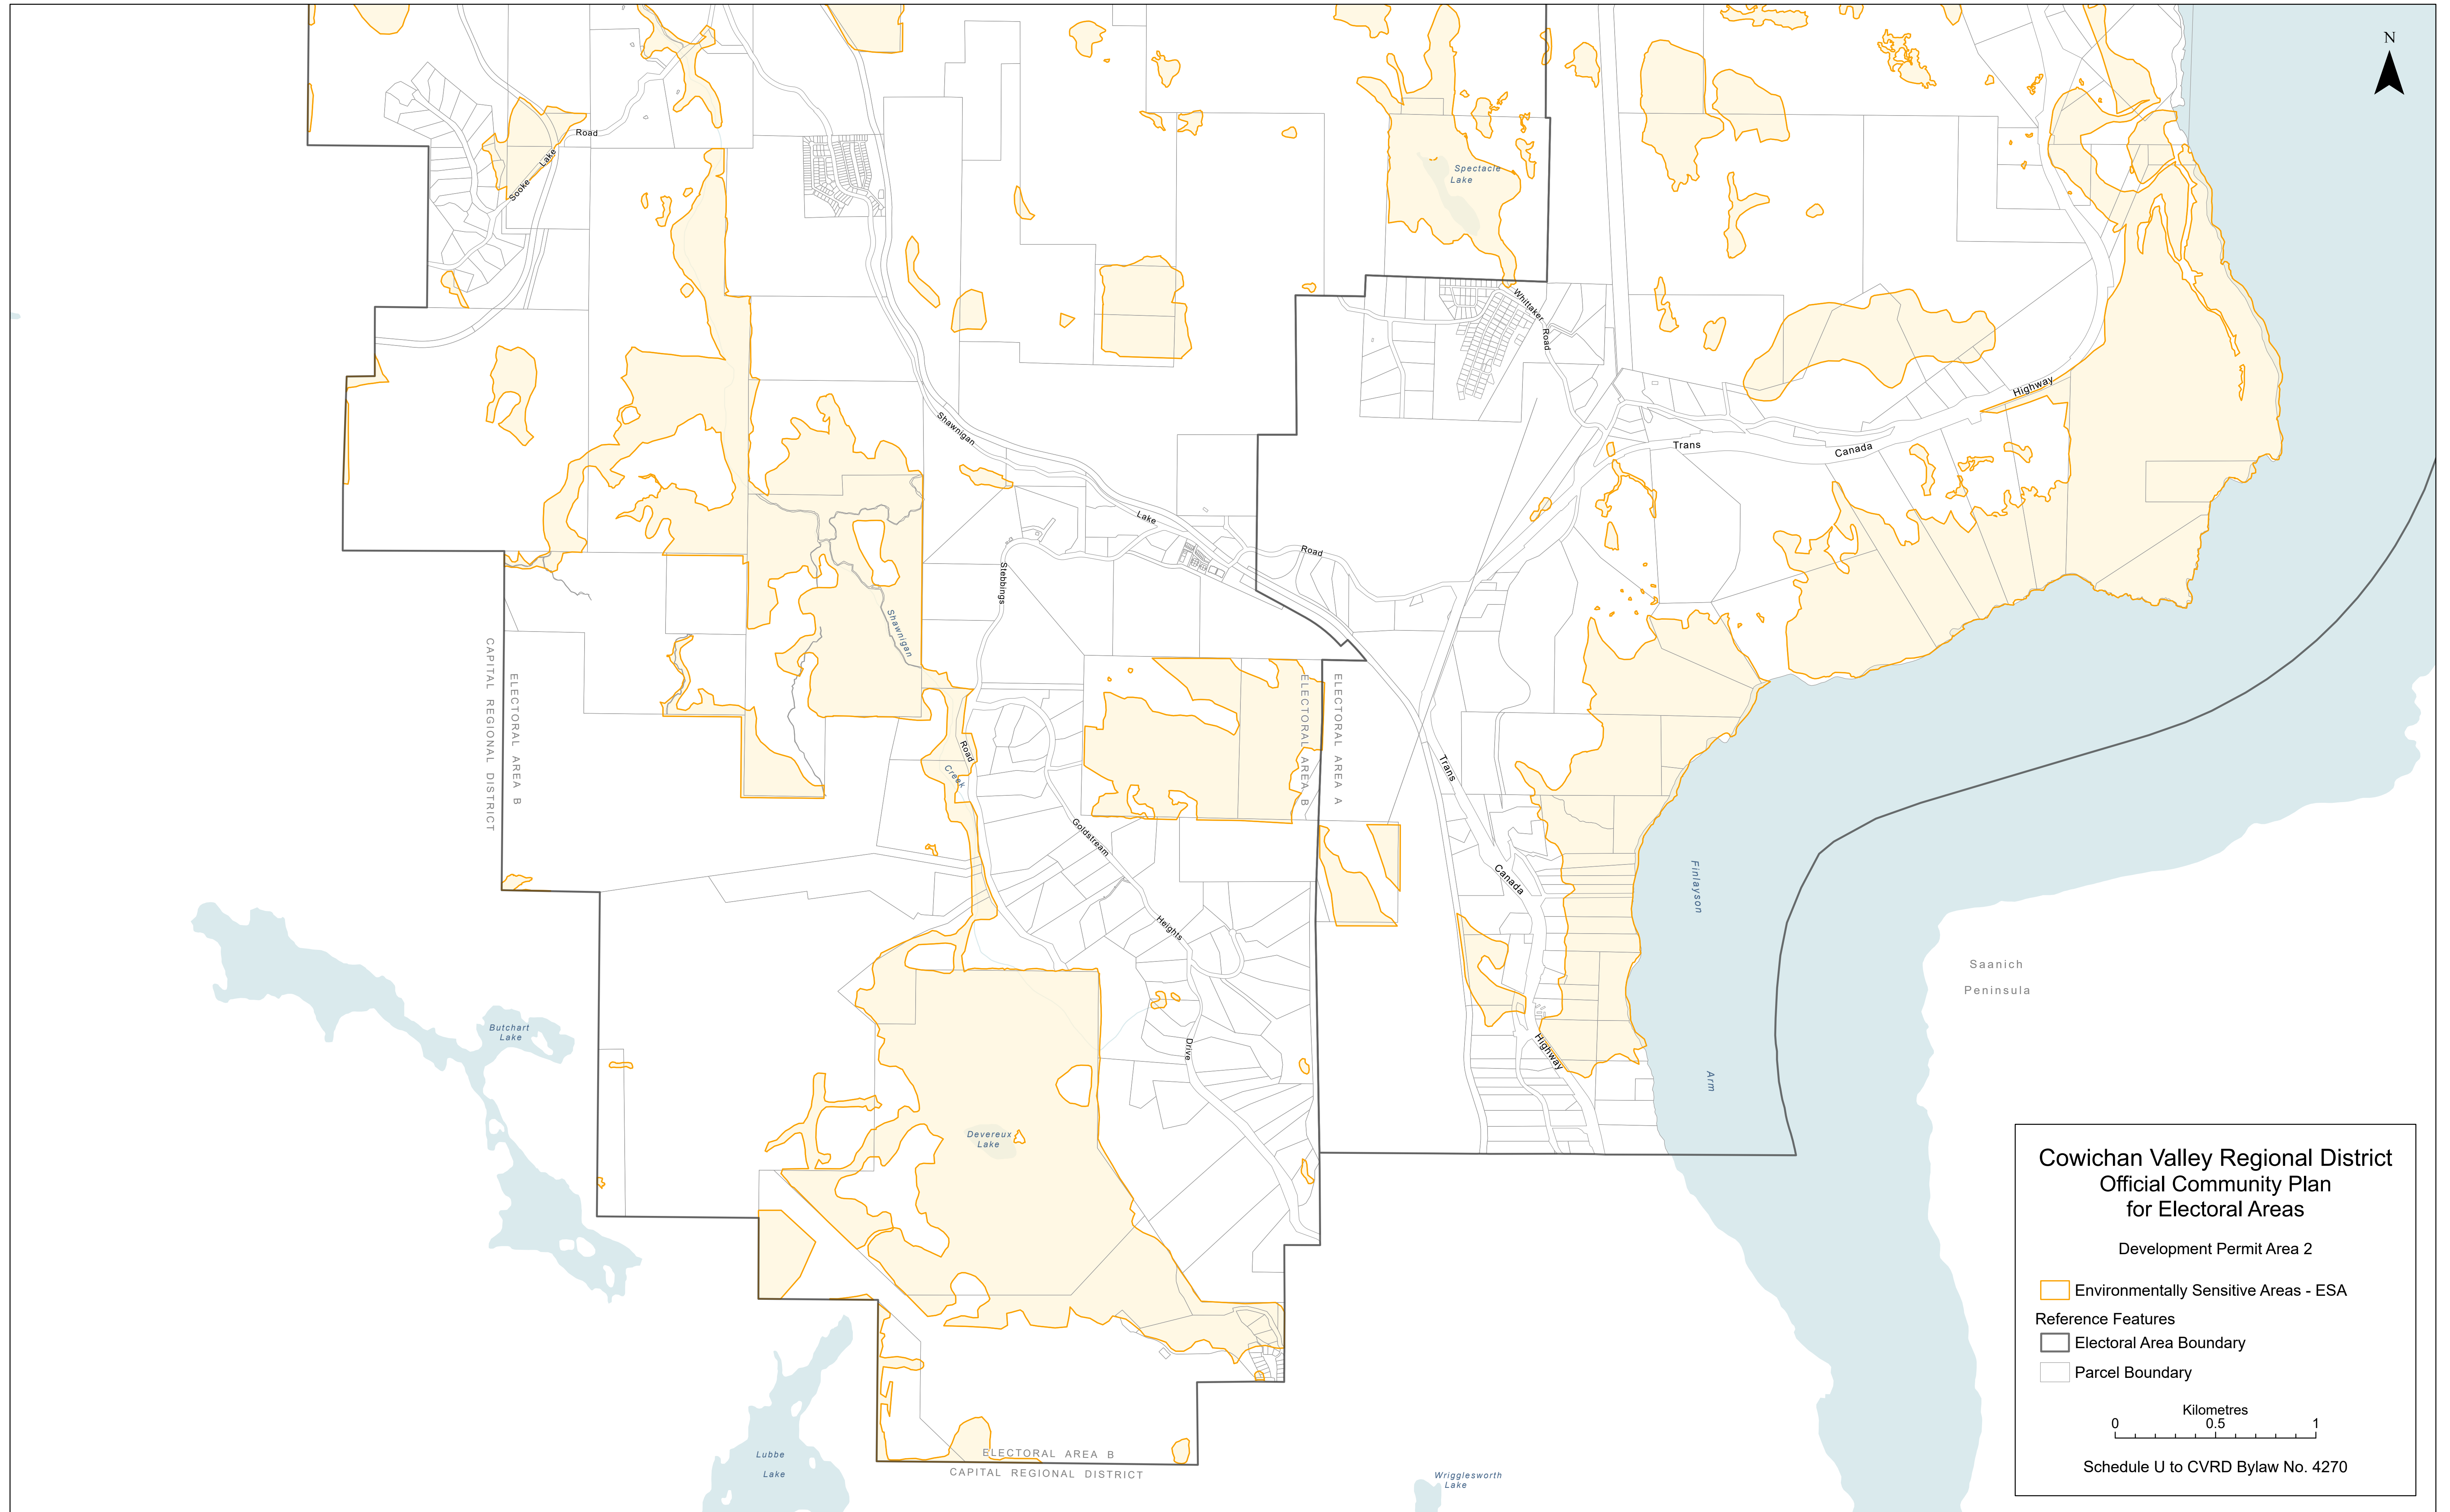 N
Road
Lake
Sooke
Spectacle
Lake
Whittaker
Road
Shawnigan
Lake
Road
Highway
Canada
Trans
Stebbings
Shawnigan
Creek
Road
CAPITAL REGIONAL DISTRICT
ELECTORAL AREA B
ELECTORAL AREA B
ELECTORAL AREA A
Trans
Canada
Highway
Goldstream
Heights
Drive
Finlayson
Arm
Saanich
Peninsula
Butchart
Lake
Devereux
Lake
Lubbe
Lake
ELECTORAL AREA B
CAPITAL REGIONAL DISTRICT
Wrigglesworth
Lake
Cowichan Valley Regional District
Official Community Plan
for Electoral Areas
Development Permit Area 2
Environmentally Sensitive Areas - ESA
Reference Features
Electoral Area Boundary
Parcel Boundary
Kilometres
0 0.5 1
Schedule U to CVRD Bylaw No. 4270